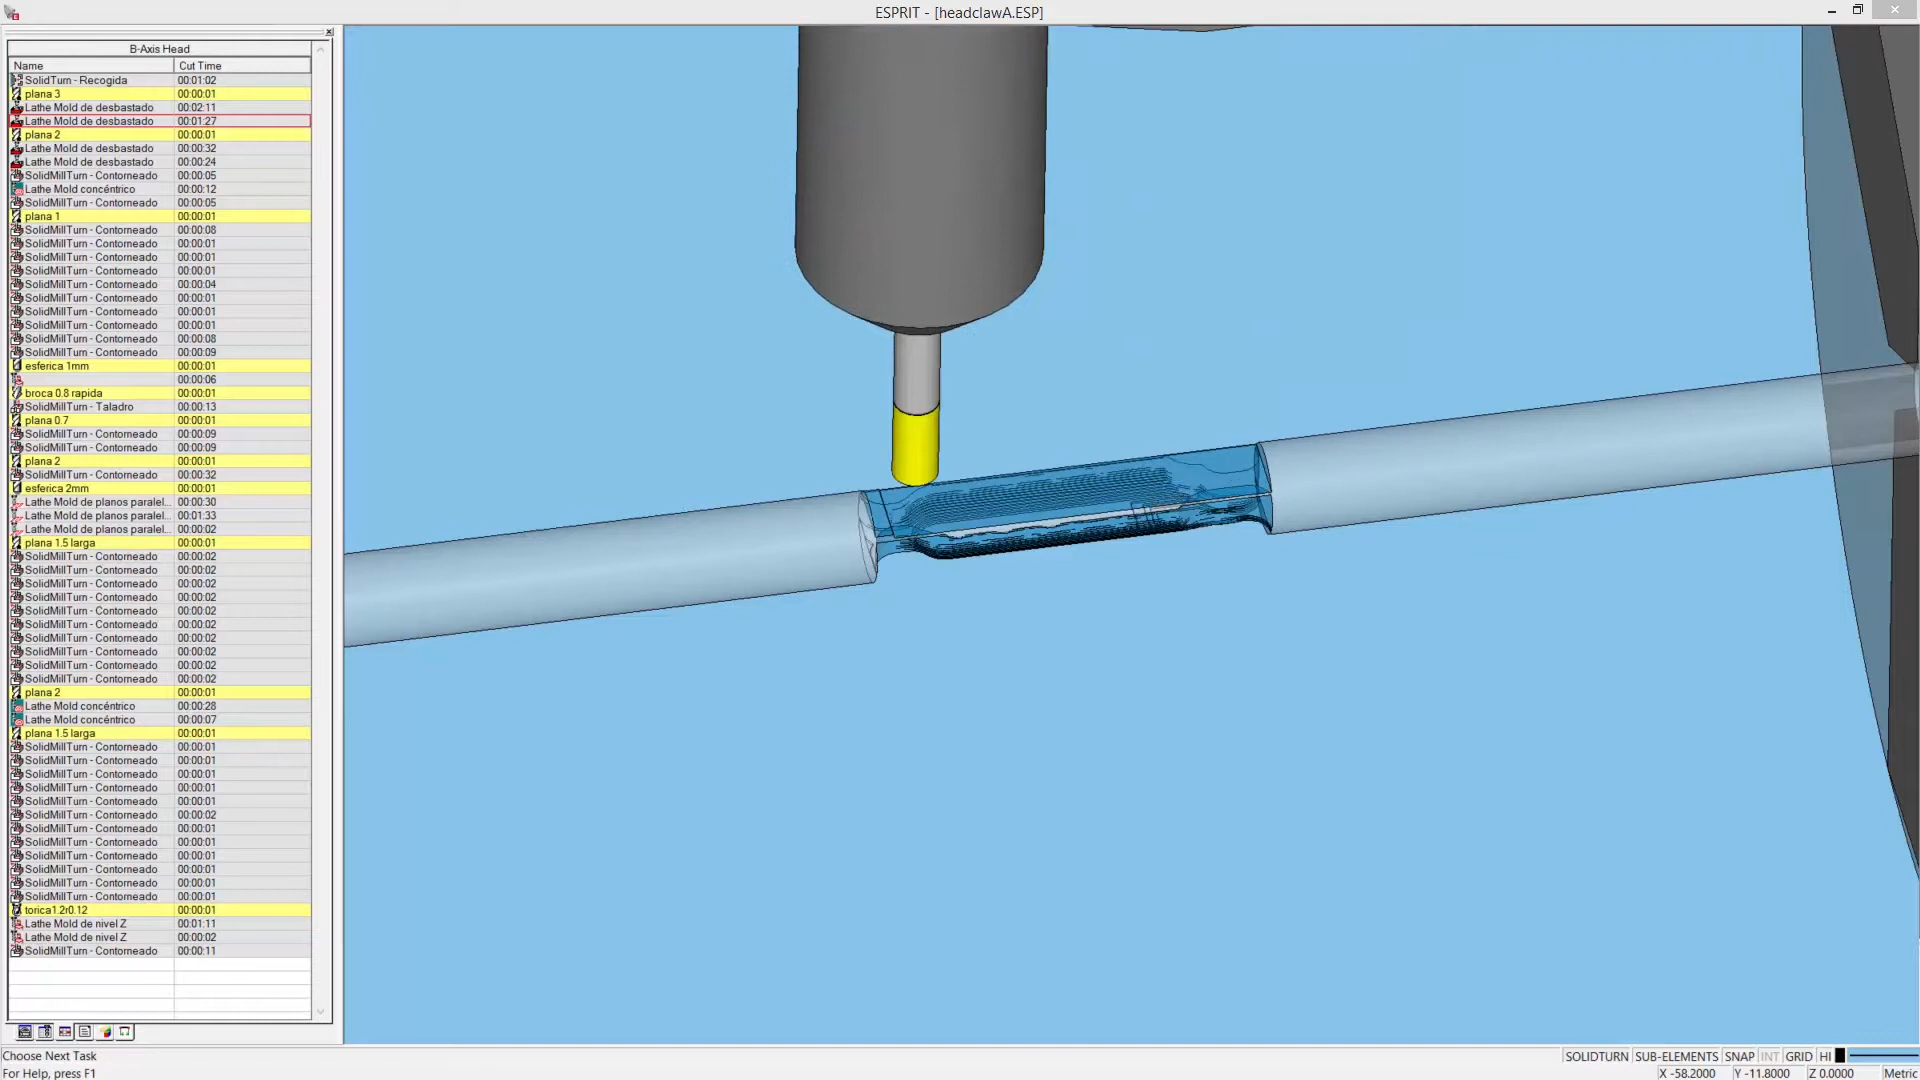 ESPRIT - [headclawA.ESP]
B-Axis Head
Name Cut Time
SolidTurn - Recogida 00:01:02
plana 3 00:00:01
Lathe Mold de desbastado 00:02:11
Lathe Mold de desbastado 00:01:27
plana 2 00:00:01
Lathe Mold de desbastado 00:00:32
Lathe Mold de desbastado 00:00:24
SolidMillTurn - Contorneado 00:00:05
Lathe Mold concéntrico 00:00:12
SolidMillTurn - Contorneado 00:00:05
plana 1 00:00:01
SolidMillTurn - Contorneado 00:00:08
SolidMillTurn - Contorneado 00:00:01
SolidMillTurn - Contorneado 00:00:01
SolidMillTurn - Contorneado 00:00:01
SolidMillTurn - Contorneado 00:00:04
SolidMillTurn - Contorneado 00:00:01
SolidMillTurn - Contorneado 00:00:01
SolidMillTurn - Contorneado 00:00:01
SolidMillTurn - Contorneado 00:00:08
SolidMillTurn - Contorneado 00:00:09
esferica 1mm 00:00:01
00:00:06
broca 0.8 rapida 00:00:01
SolidMillTurn - Taladro 00:00:13
plana 0.7 00:00:01
SolidMillTurn - Contorneado 00:00:09
SolidMillTurn - Contorneado 00:00:09
plana 2 00:00:01
SolidMillTurn - Contorneado 00:00:32
esferica 2mm 00:00:01
Lathe Mold de planos paralel... 00:00:30
Lathe Mold de planos paralel... 00:01:33
Lathe Mold de planos paralel... 00:00:02
plana 1.5 larga 00:00:01
SolidMillTurn - Contorneado 00:00:02
SolidMillTurn - Contorneado 00:00:02
SolidMillTurn - Contorneado 00:00:02
SolidMillTurn - Contorneado 00:00:02
SolidMillTurn - Contorneado 00:00:02
SolidMillTurn - Contorneado 00:00:02
SolidMillTurn - Contorneado 00:00:02
SolidMillTurn - Contorneado 00:00:02
SolidMillTurn - Contorneado 00:00:02
SolidMillTurn - Contorneado 00:00:02
plana 2 00:00:01
Lathe Mold concéntrico 00:00:28
Lathe Mold concéntrico 00:00:07
plana 1.5 larga 00:00:01
SolidMillTurn - Contorneado 00:00:01
SolidMillTurn - Contorneado 00:00:01
SolidMillTurn - Contorneado 00:00:01
SolidMillTurn - Contorneado 00:00:01
SolidMillTurn - Contorneado 00:00:01
SolidMillTurn - Contorneado 00:00:02
SolidMillTurn - Contorneado 00:00:01
SolidMillTurn - Contorneado 00:00:01
SolidMillTurn - Contorneado 00:00:01
SolidMillTurn - Contorneado 00:00:01
SolidMillTurn - Contorneado 00:00:01
SolidMillTurn - Contorneado 00:00:01
torica1.2r0.12 00:00:01
Lathe Mold de nivel Z 00:01:11
Lathe Mold de nivel Z 00:00:02
SolidMillTurn - Contorneado 00:00:11
Choose Next Task SOLIDTURN SUB-ELEMENTS SNAP INT GRID HI
For Help, press F1 X -58.2000 Y -11.8000 Z 0.0000 Metric